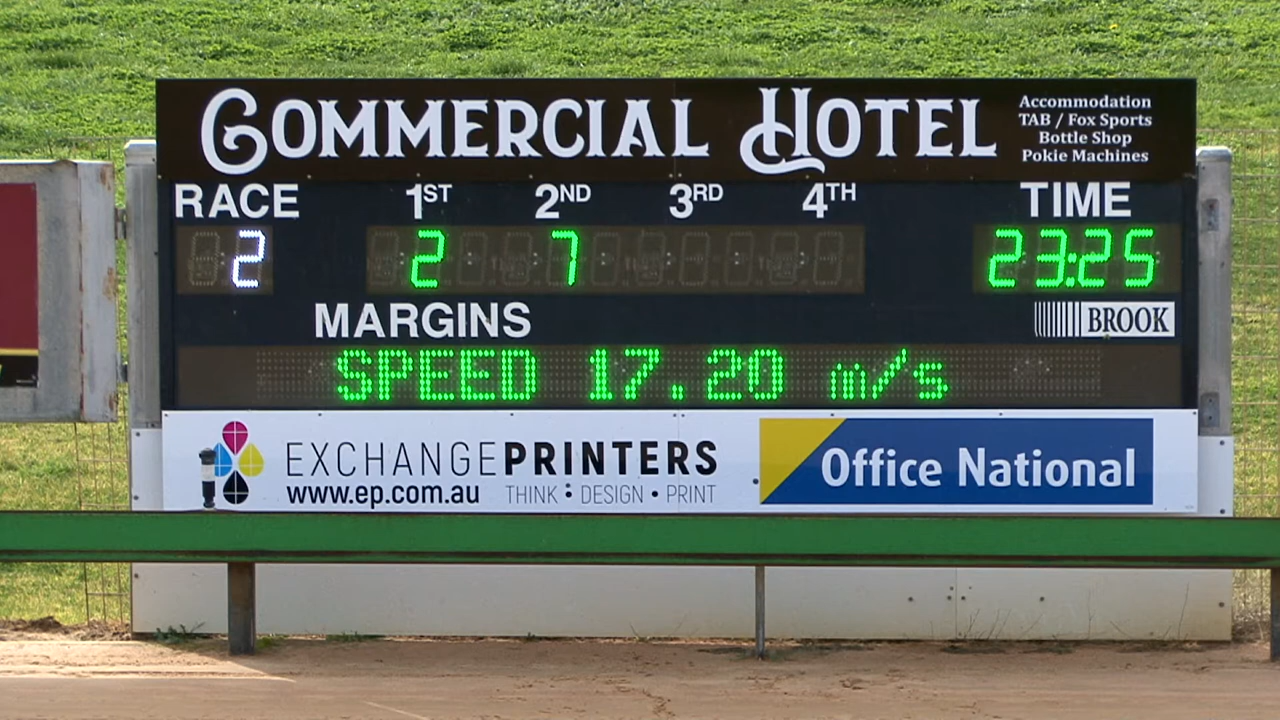 COMMERCIAL HOTEL
Accommodation
TAB / Fox Sports
Bottle Shop
Pokie Machines
RACE 1ST 2ND 3RD 4TH TIME
2 2 7 23:25
MARGINS
BROOK
SPEED 17.20 m/s
EXCHANGEPRINTERS
www.ep.com.au THINK • DESIGN • PRINT
Office National